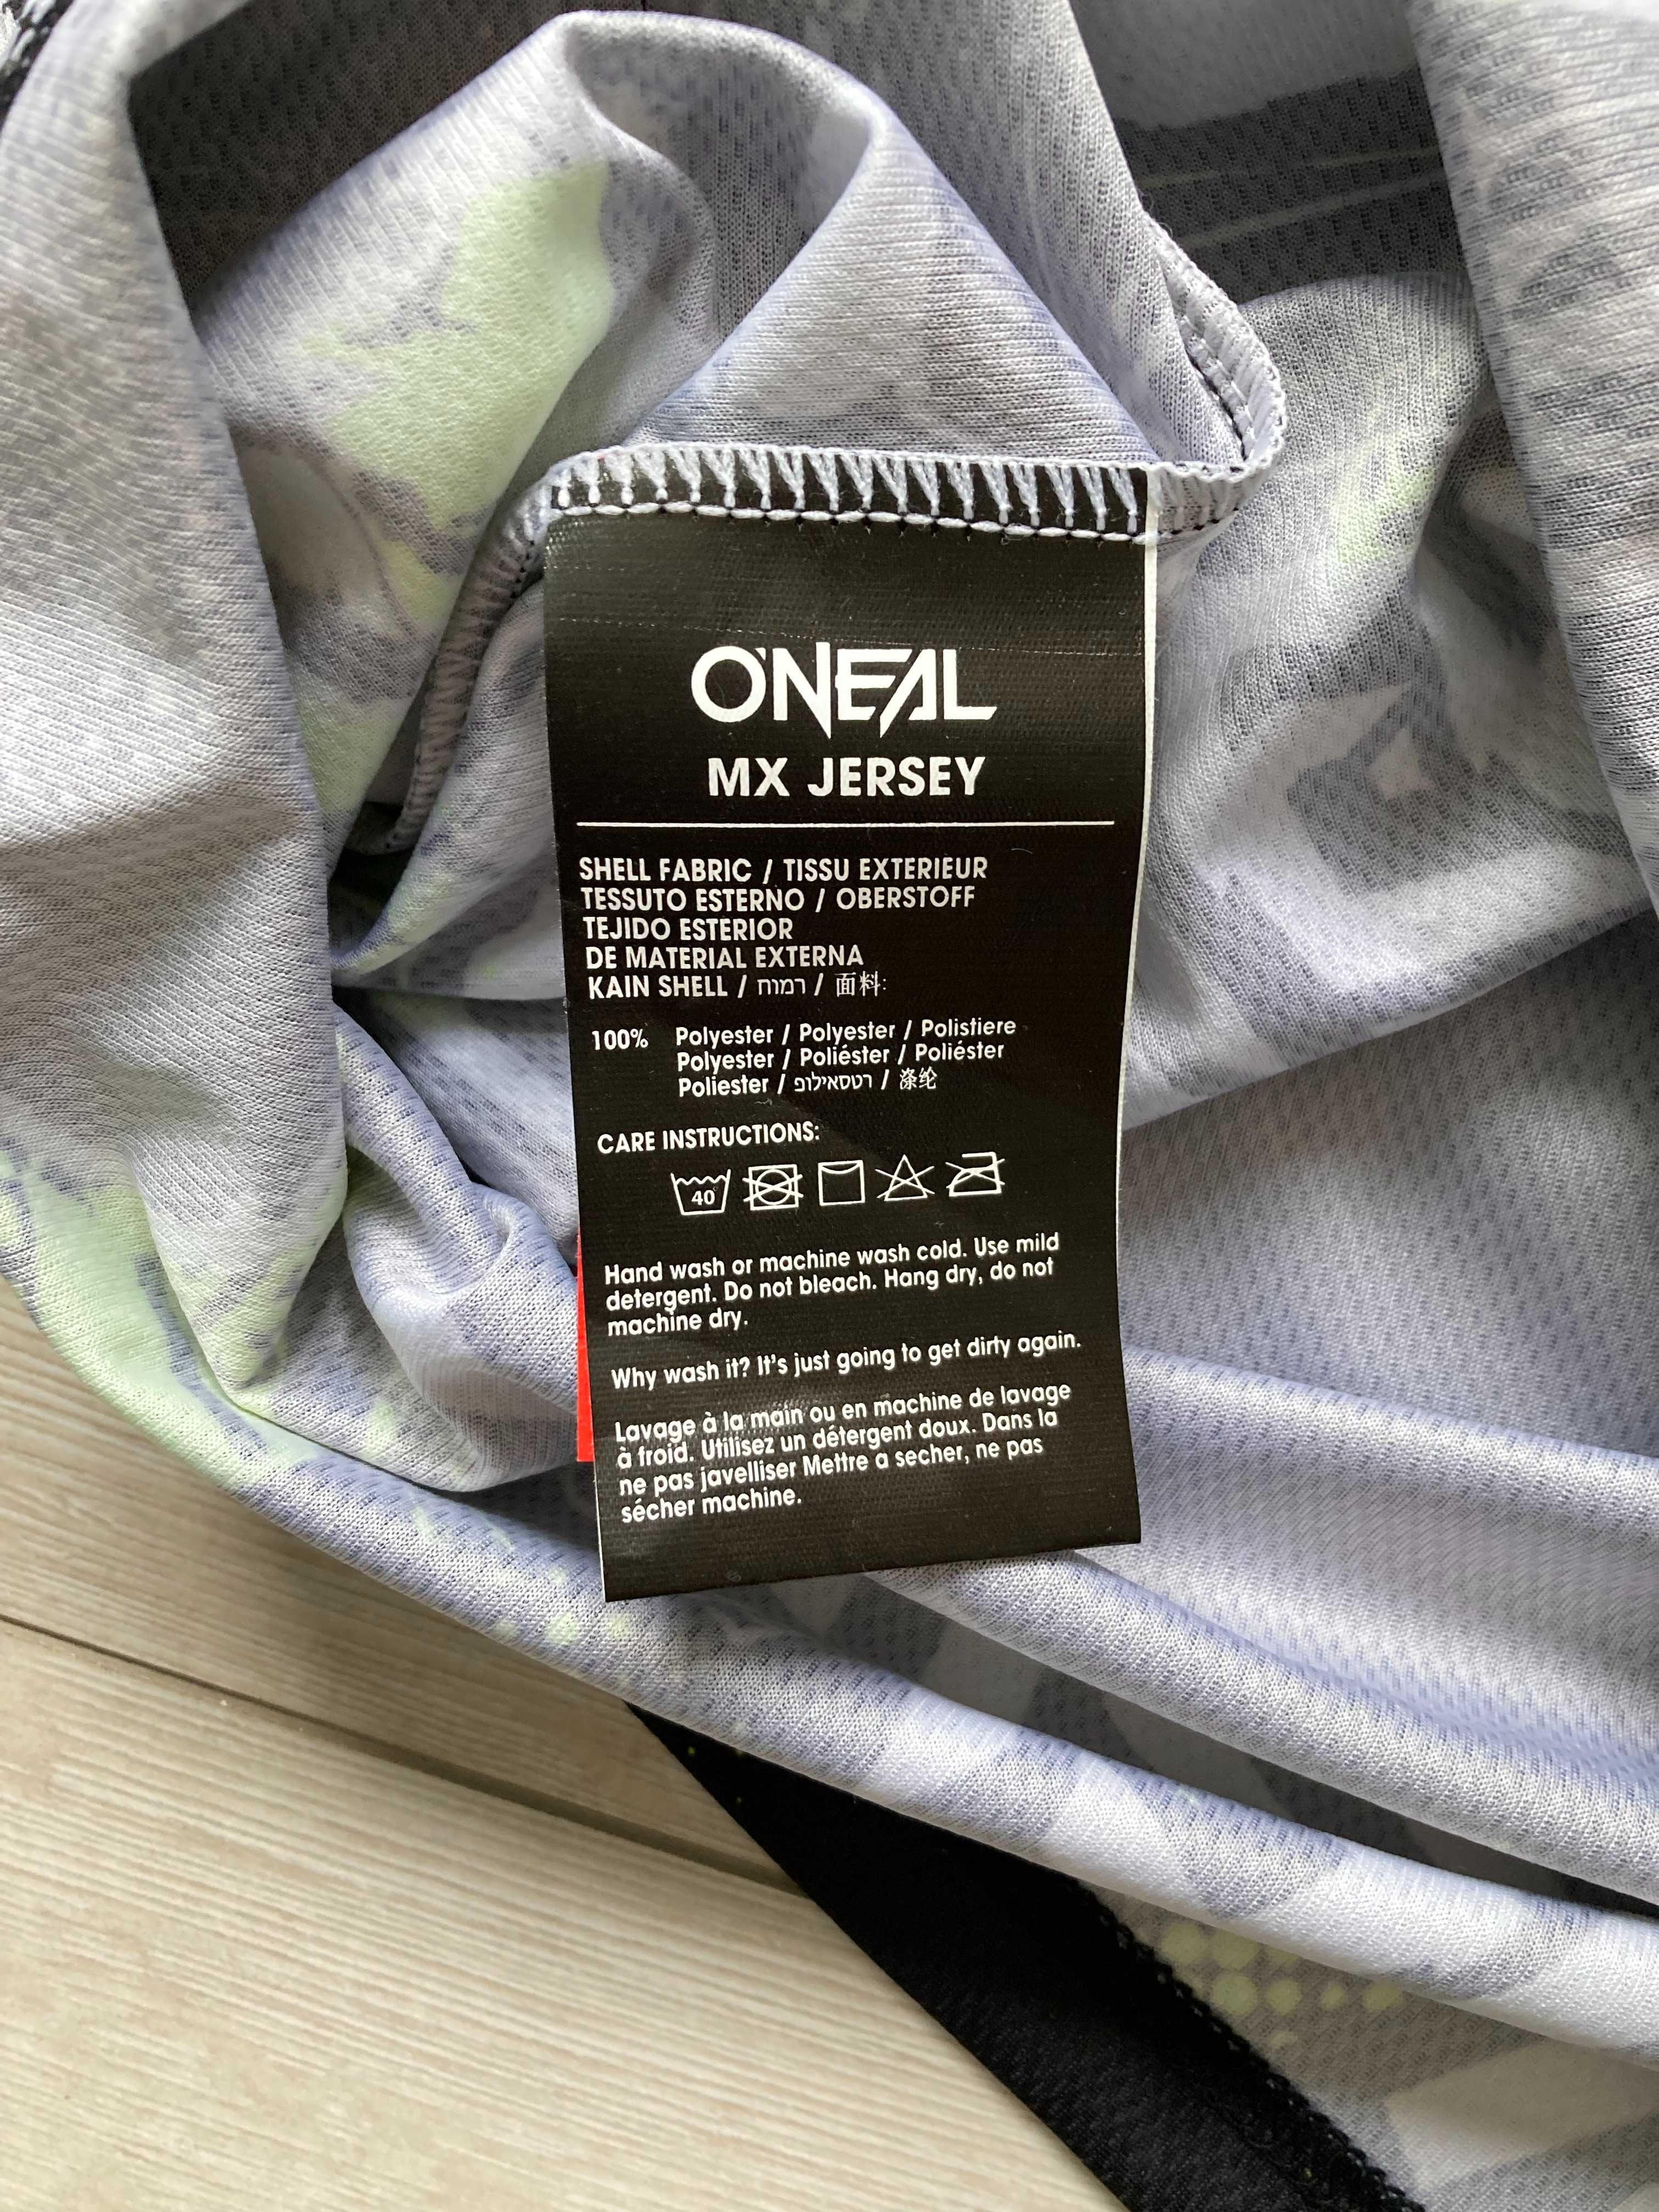 O'NEAL
MX JERSEY
SHELL FABRIC / TISSU EXTERIEUR
TESSUTO ESTERNO / OBERSTOFF
TEJIDO ESTERIOR
DE MATERIAL EXTERNA
KAIN SHELL / רמוח / 面料:
100% Polyester / Polyester / Polistiere
Polyester / Poliéster / Poliéster
Poliester / רטסאילופ / 涤纶
CARE INSTRUCTIONS:
40
Hand wash or machine wash cold. Use mild
detergent. Do not bleach. Hang dry, do not
machine dry.
Why wash it? It's just going to get dirty again.
Lavage à la main ou en machine de lavage
à froid. Utilisez un détergent doux. Dans la
ne pas javelliser Mettre a secher, ne pas
sécher machine.